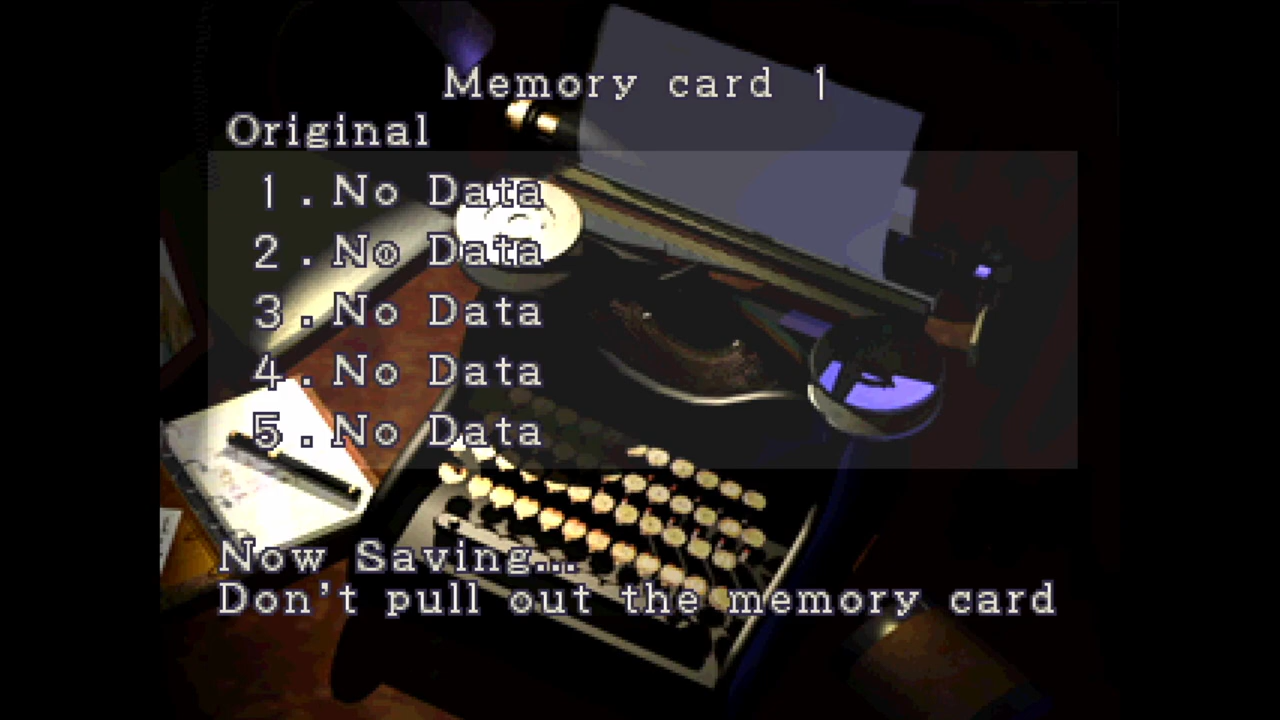 Memory card 1
Original
1. No Data
2. No Data
3. No Data
4. No Data
5. No Data
Now Saving...
Don't pull out the memory card